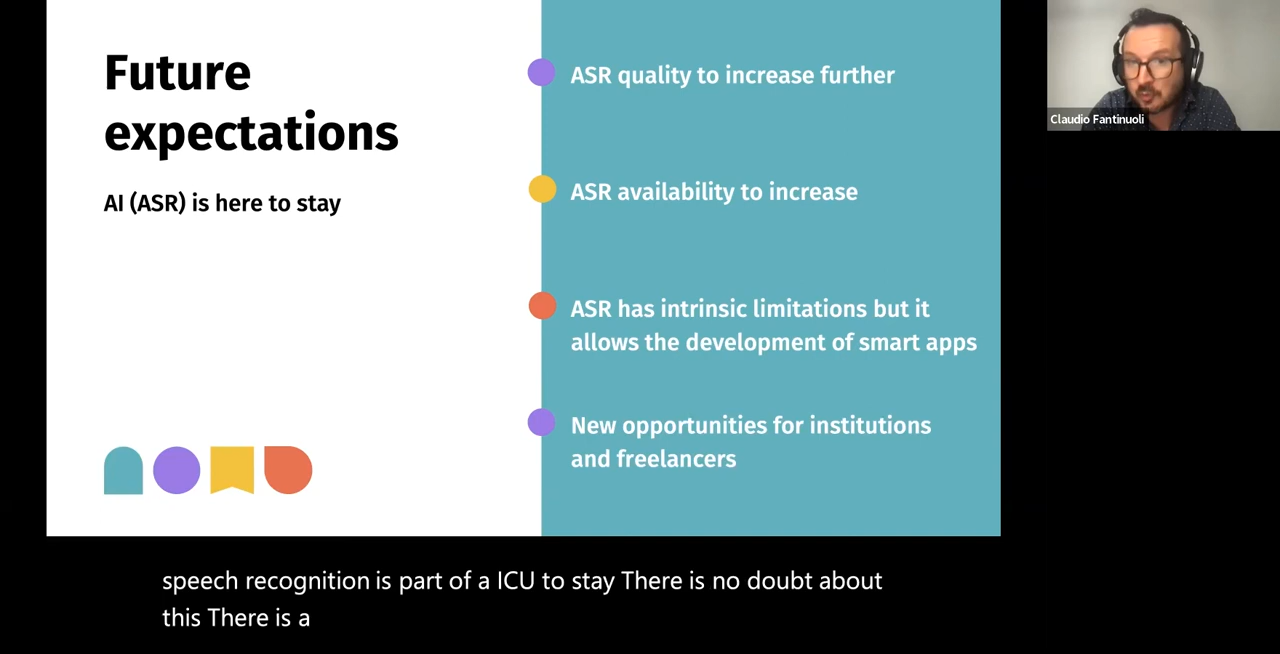 Future
expectations
AI (ASR) is here to stay
ASR quality to increase further
ASR availability to increase
ASR has intrinsic limitations but it
allows the development of smart apps
New opportunities for institutions
and freelancers
Claudio Fantinuoli
speech recognition is part of a ICU to stay There is no doubt about
this There is a